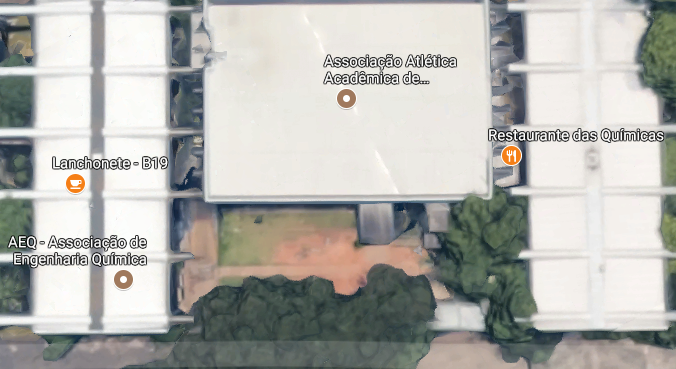 Associação Atlética
Acadêmica de...
Restaurante das Químicas
Lanchonete - B19
AEQ - Associação de
Engenharia Química